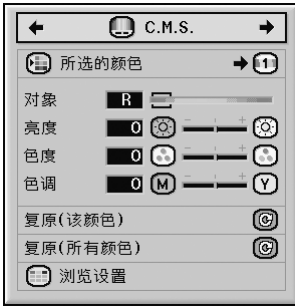 C.M.S.
所选的颜色 1
对象 R
亮度 0 - +
色度 0 - +
色调 0 M - + Y
复原(该颜色)
复原(所有颜色)
浏览设置